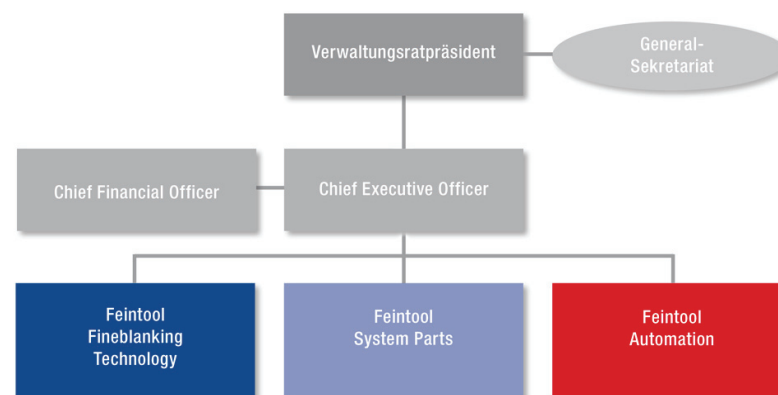 Verwaltungsratpräsident
General-
Sekretariat
Chief Financial Officer
Chief Executive Officer
Feintool
Fineblanking
Technology
Feintool
System Parts
Feintool
Automation